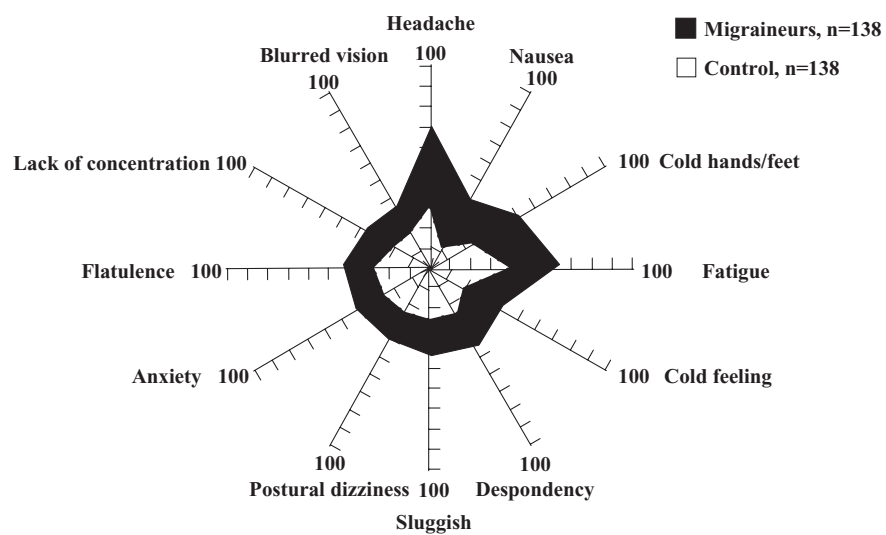 Headache
100
Migraineurs, n=138
Control, n=138
Blurred vision
100
Nausea
100
Lack of concentration 100
100 Cold hands/feet
Flatulence 100
100 Fatigue
Anxiety 100
100 Cold feeling
100
Postural dizziness
100
Sluggish
100
Despondency